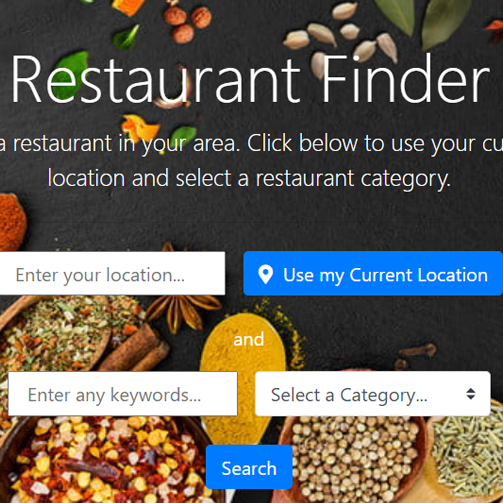 Restaurant Finder
a restaurant in your area. Click below to use your cu
location and select a restaurant category.
Enter your location... Use my Current Location
and
Enter any keywords... Select a Category...
Search